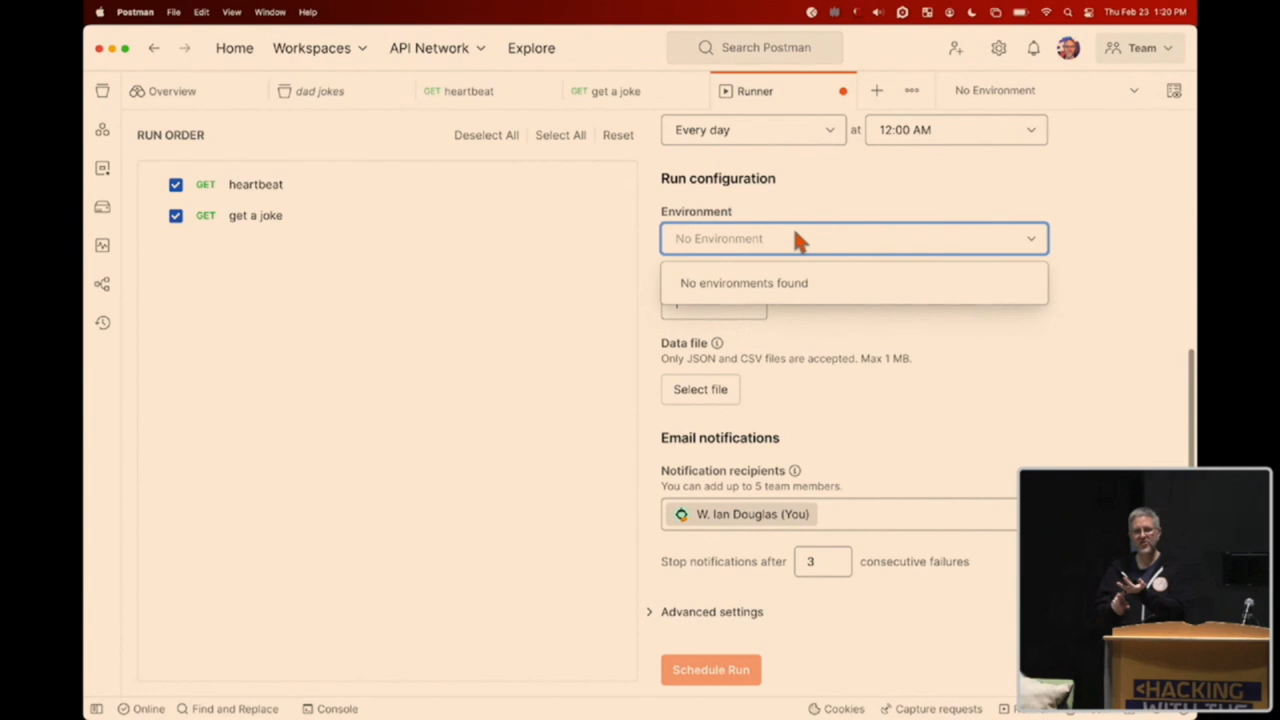 Postman File Edit View Window Help Thu Feb 23 1:20 PM
Home Workspaces API Network Explore Search Postman Team
Overview dad jokes GET heartbeat GET get a joke Runner No Environment
RUN ORDER Deselect All Select All Reset
GET heartbeat
GET get a joke
Every day at 12:00 AM
Run configuration
Environment
No Environment
No environments found
Data file
Only JSON and CSV files are accepted. Max 1 MB.
Select file
Email notifications
Notification recipients
You can add up to 5 team members.
W. Ian Douglas (You)
Stop notifications after 3 consecutive failures
Advanced settings
Schedule Run
Online Find and Replace Console Cookies Capture requests
<HACKING
WITH THE